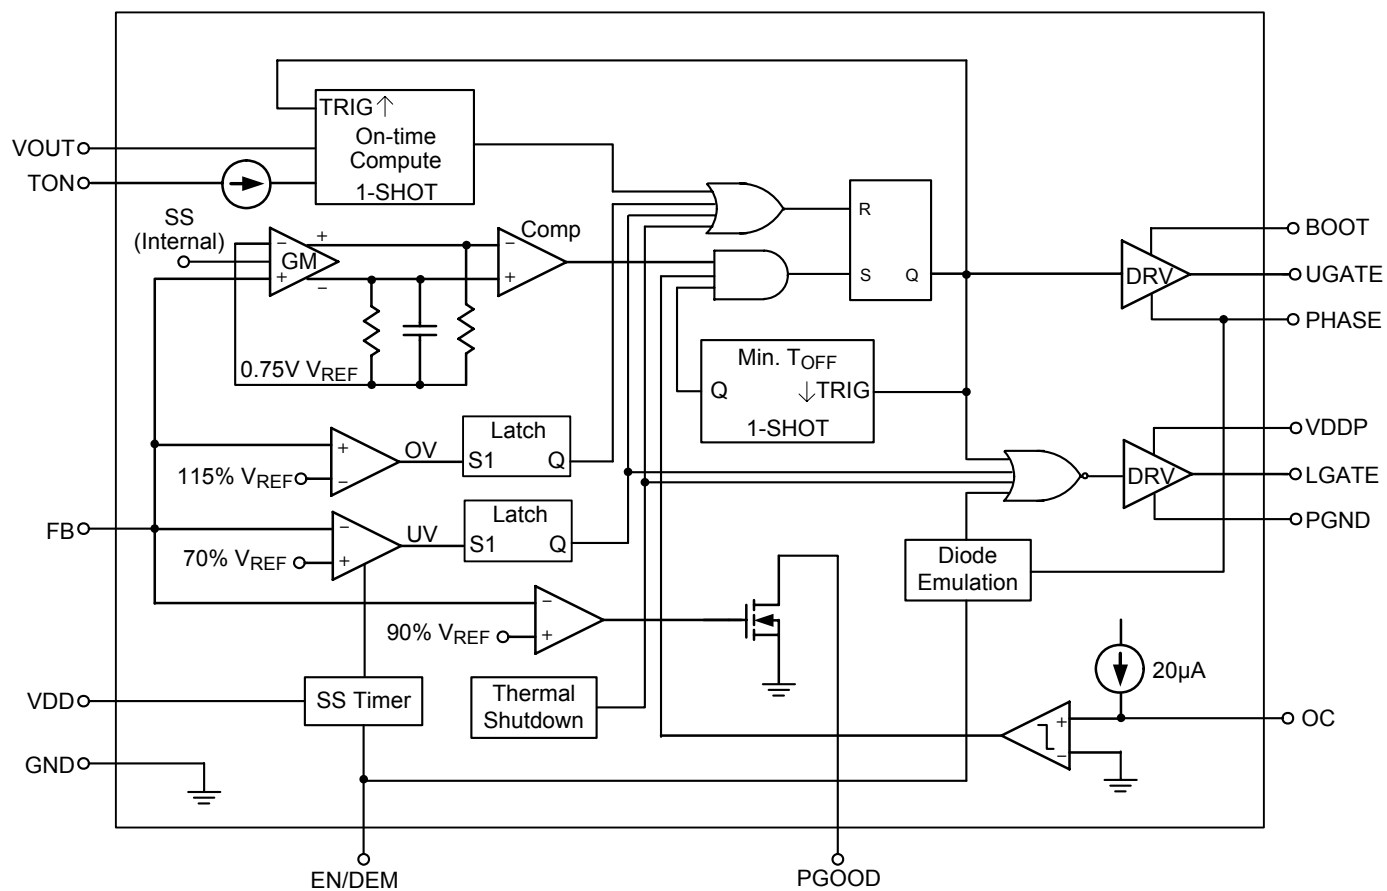 TRIG ↑
On-time
Compute
1-SHOT
VOUT
TON
SS
(Internal)
−
GM
+
+
−
Comp
−
+
0.75V VREF
R
S
Q
Min. TOFF
Q
↓TRIG
1-SHOT
DRV
BOOT
UGATE
PHASE
VDDP
DRV
LGATE
PGND
+
−
OV
115% VREF
Latch
S1
Q
FB
−
+
UV
70% VREF
Latch
S1
Q
−
+
90% VREF
Diode
Emulation
VDD
SS Timer
Thermal
Shutdown
20µA
+
−
OC
GND
EN/DEM
PGOOD